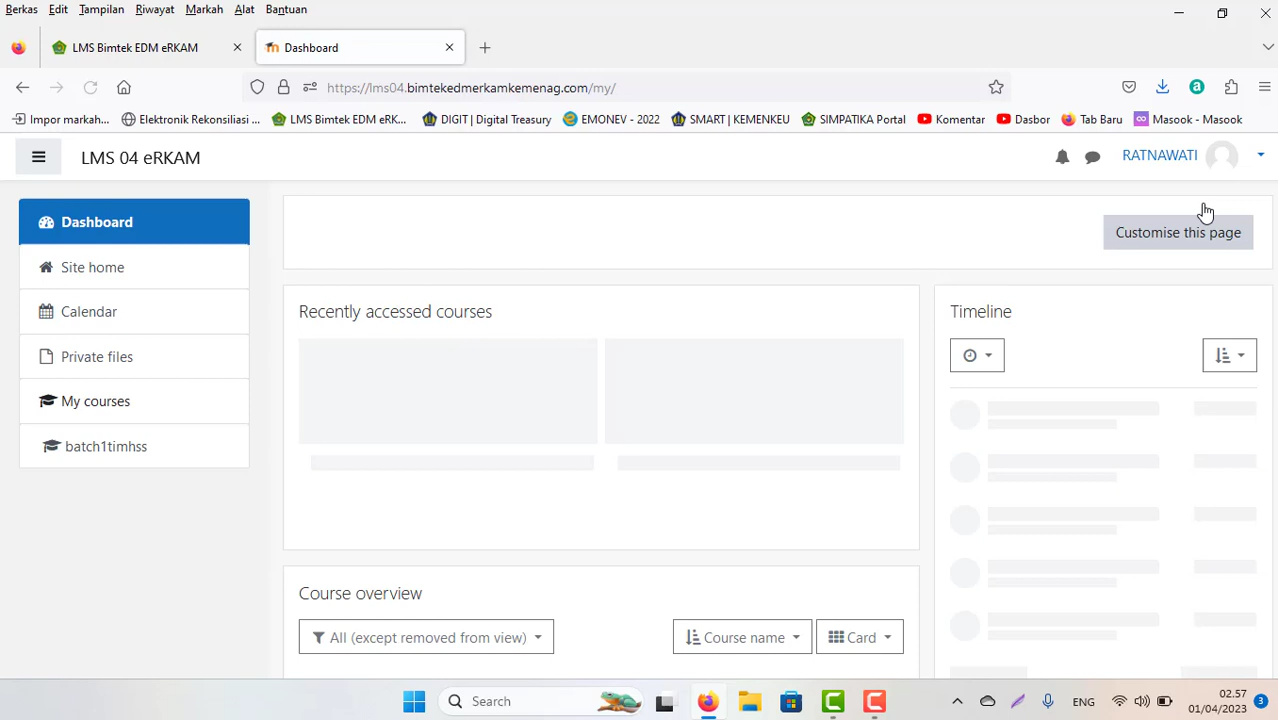 Berkas Edit Tampilan Riwayat Markah Alat Bantuan
LMS Bimtek EDM eRKAM
Dashboard
https://lms04.bimtekedmerkamkemenag.com/my/
Impor markah... Elektronik Rekonsiliasi ... LMS Bimtek EDM eRK... DIGIT | Digital Treasury EMONEV - 2022 SMART | KEMENKEU SIMPATIKA Portal Komentar Dasbor Tab Baru Masook - Masook
LMS 04 eRKAM
RATNAWATI
Dashboard
Site home
Calendar
Private files
My courses
batch1timhss
Customise this page
Recently accessed courses
Timeline
Course overview
All (except removed from view)
Course name
Card
Search
ENG
02.57
01/04/2023
3